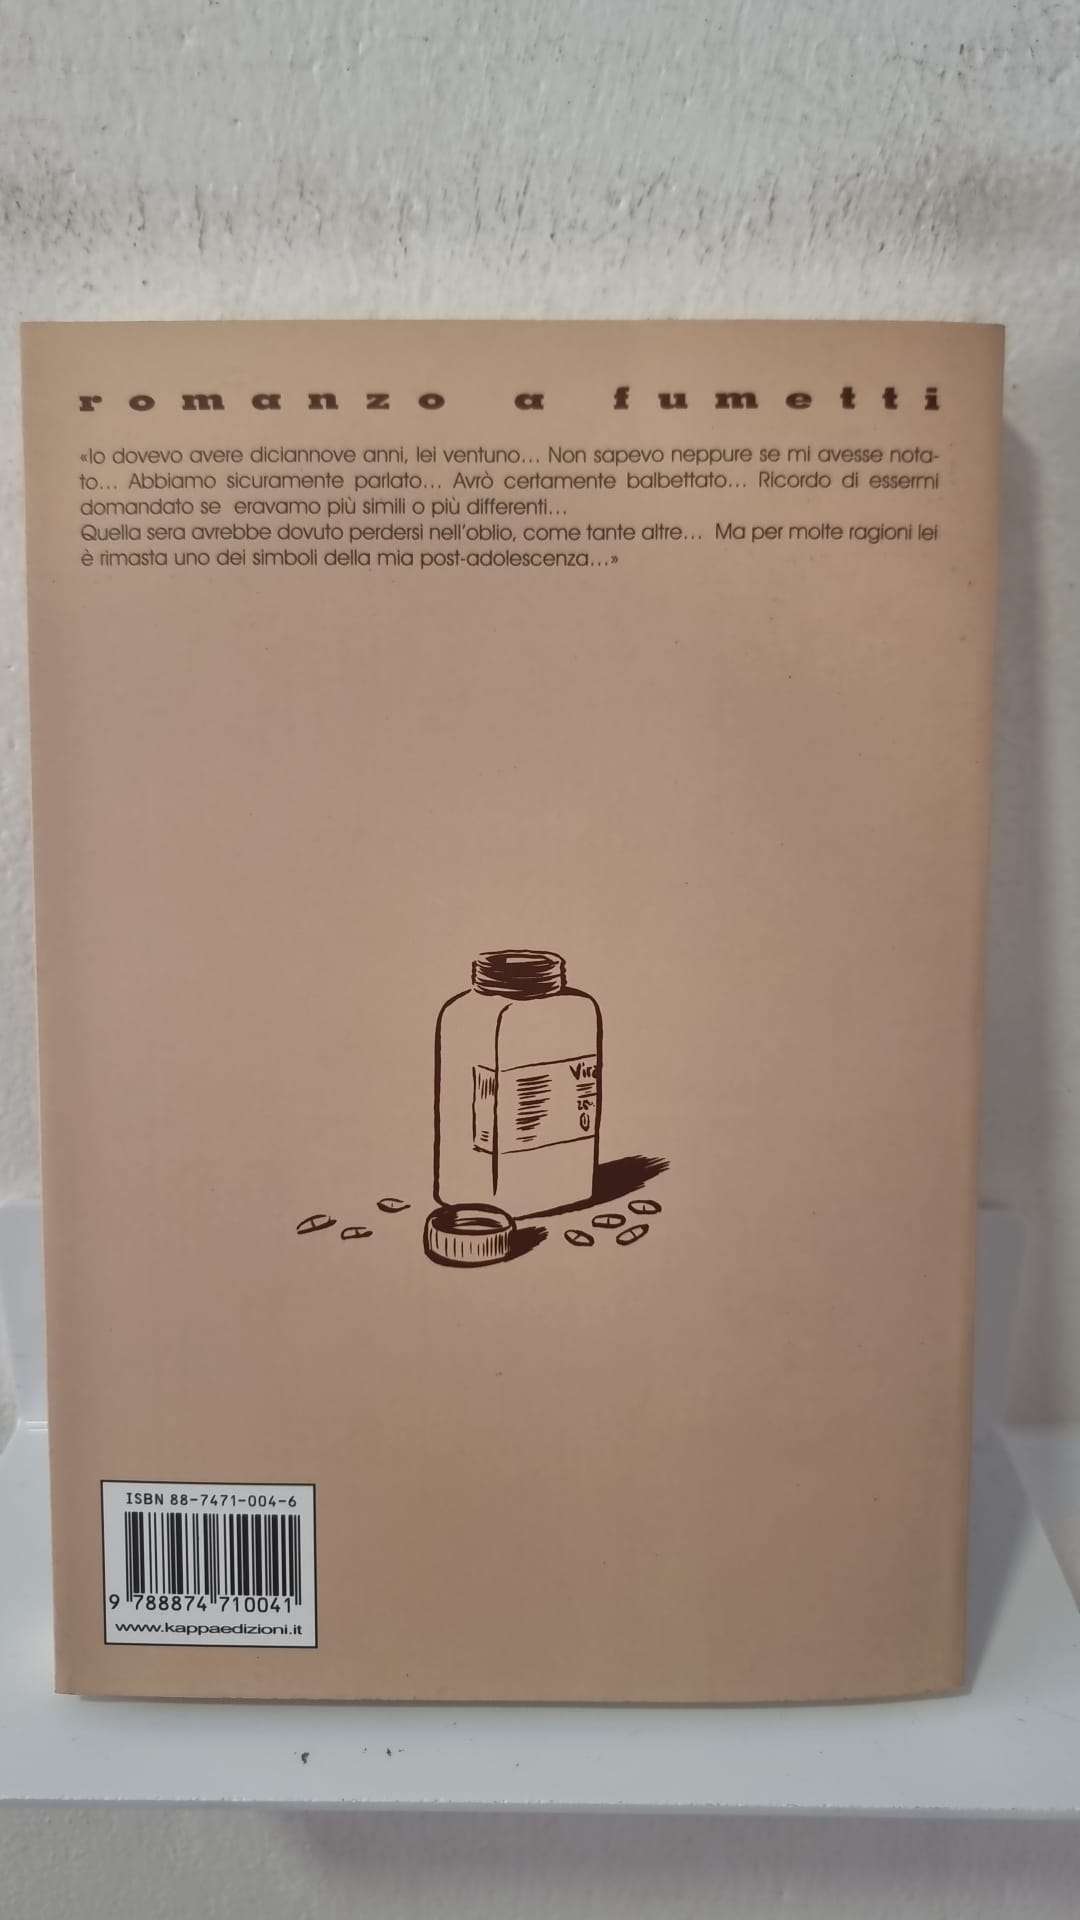 romanzo a fumetti
«Io dovevo avere diciannove anni, lei ventuno... Non sapevo neppure se mi avesse nota-
to... Abbiamo sicuramente parlato... Avrò certamente balbettato... Ricordo di essermi
domandato se eravamo più simili o più differenti...
Quella sera avrebbe dovuto perdersi nell'oblio, come tante altre... Ma per molte ragioni lei
è rimasta uno dei simboli della mia post-adolescenza...»
ISBN 88-7471-004-6
9 788874 710041
www.kappaedizioni.it